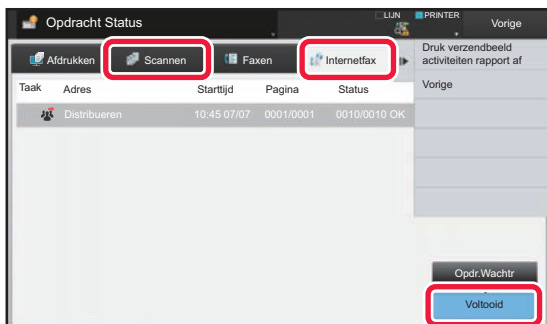 Opdracht Status
LIJN
PRINTER
Vorige
Afdrukken
Scannen
Faxen
Internetfax
Druk verzendbeeld
activiteiten rapport af
Vorige
Taak Adres Starttijd Pagina Status
Distribueren 10:45 07/07 0001/0001 0010/0010 OK
Opdr.Wachtr
Voltooid